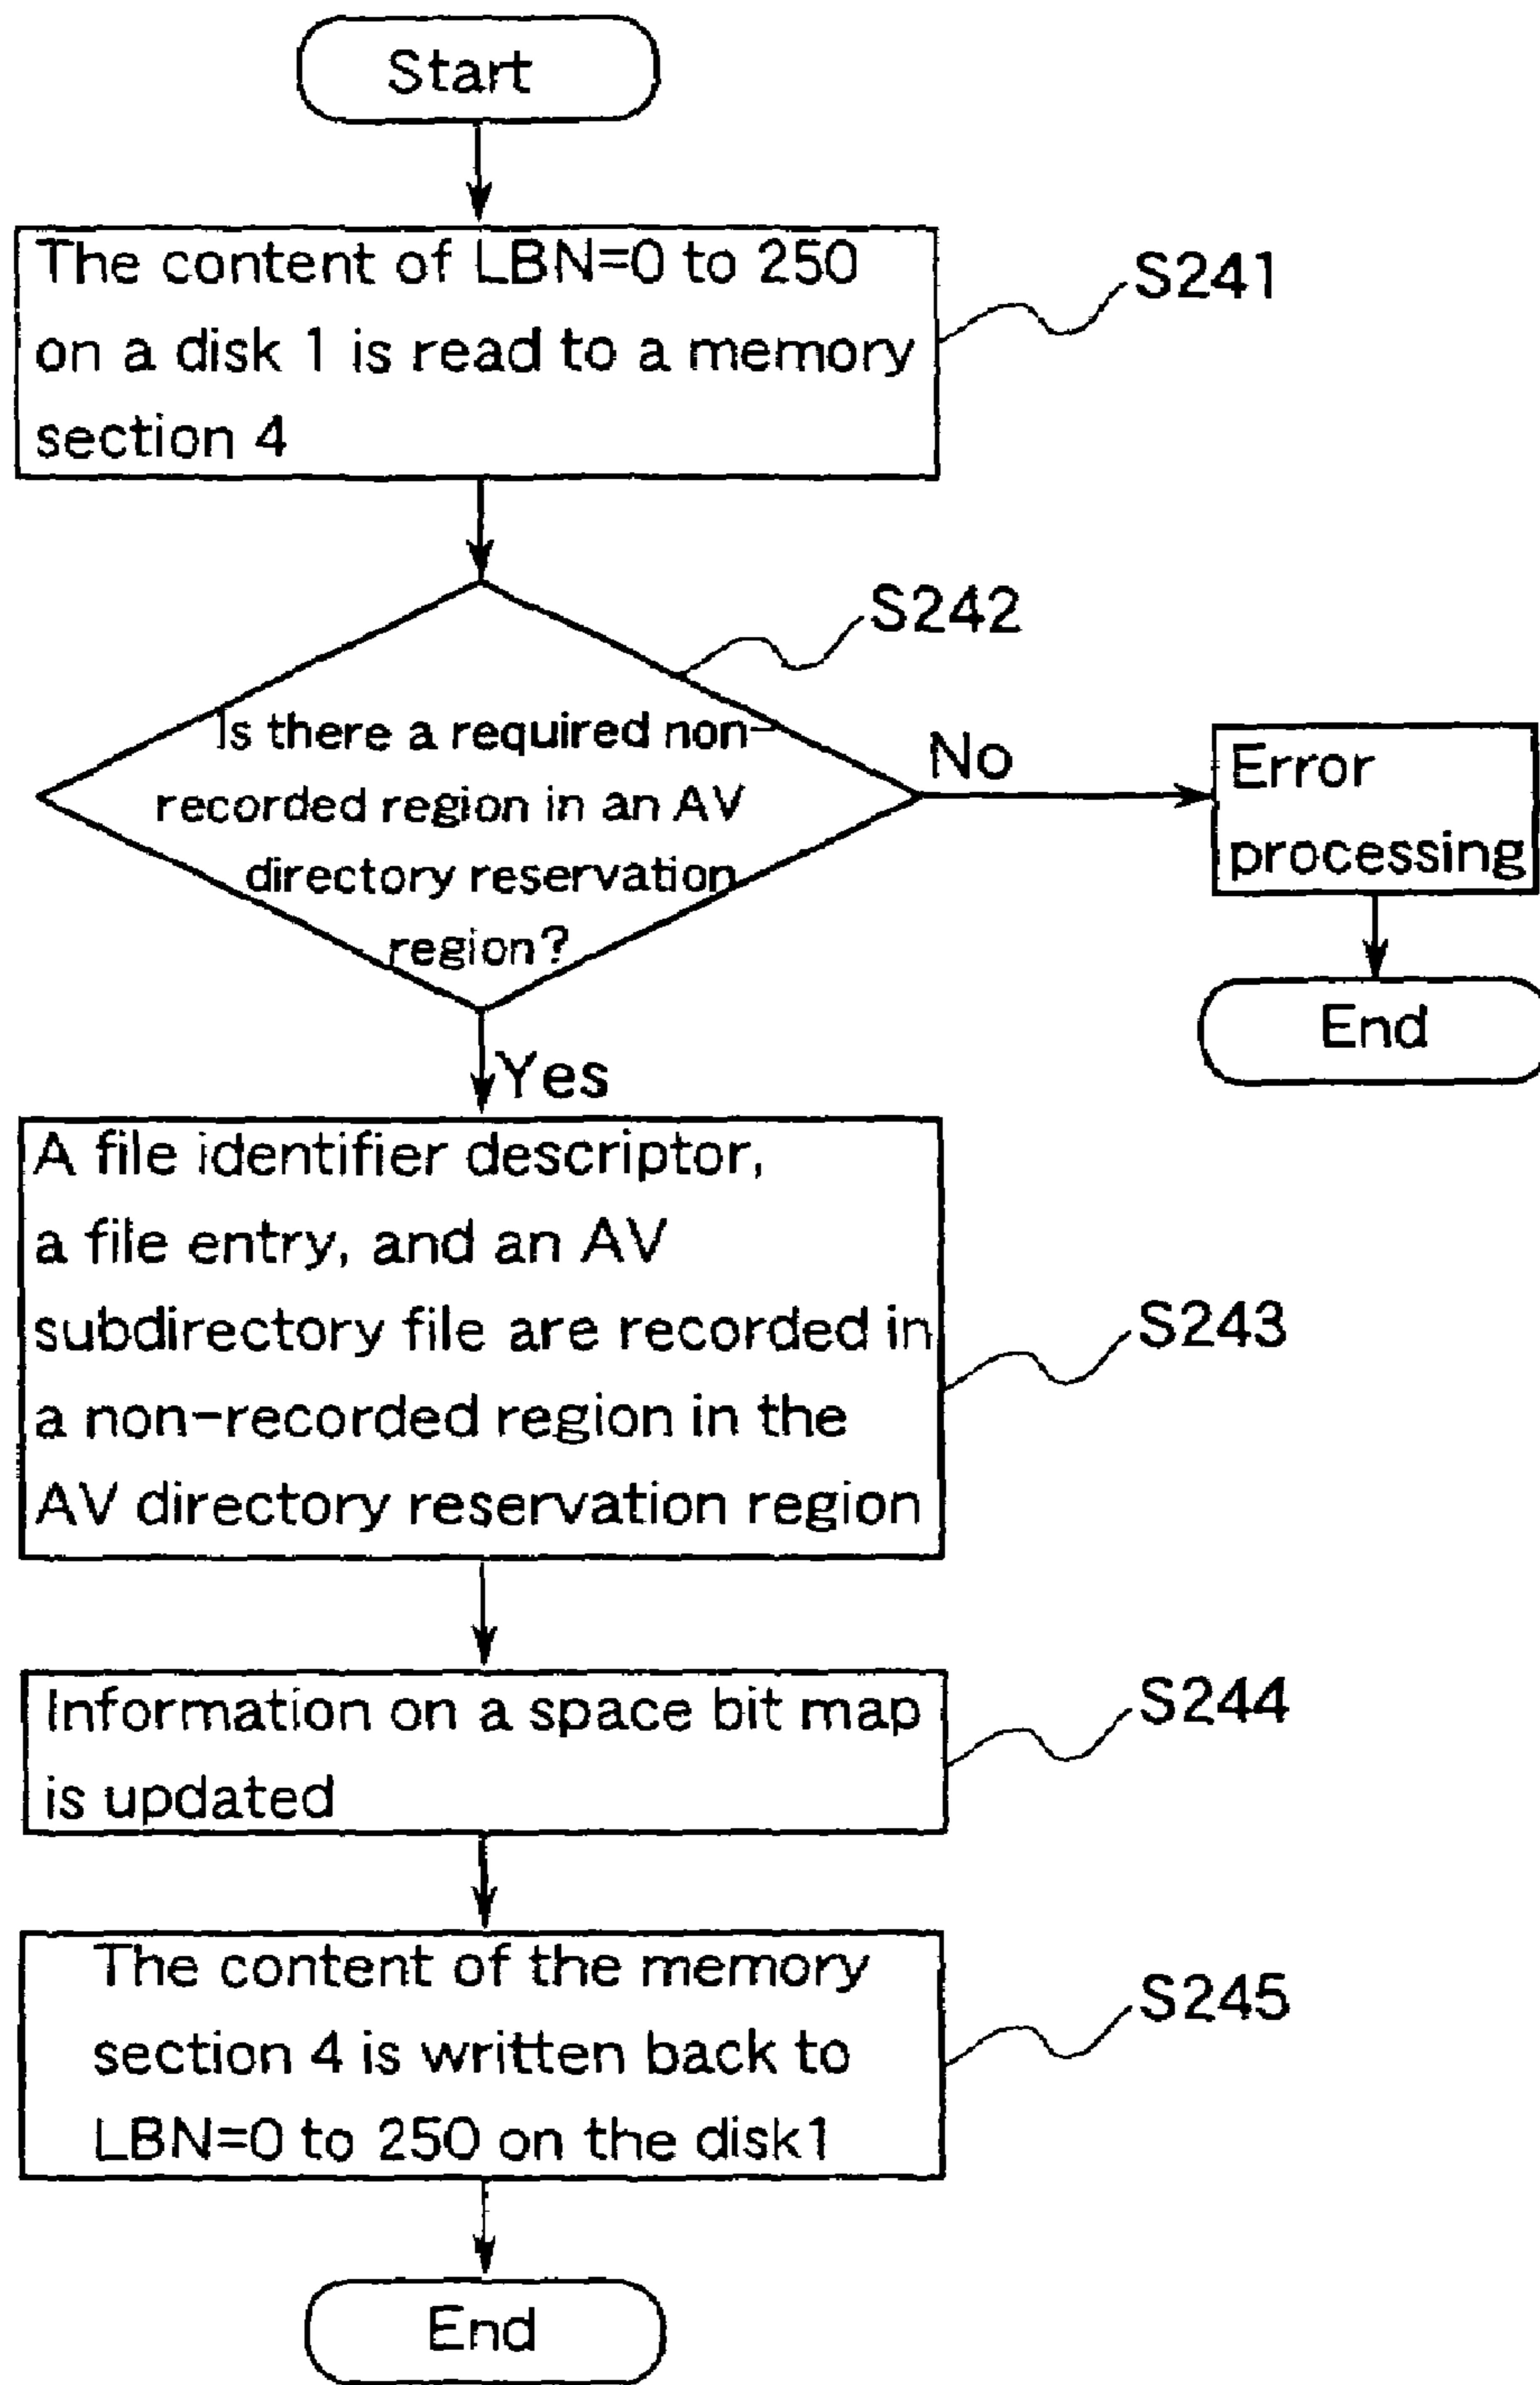 Start
The content of LBN=0 to 250
on a disk 1 is read to a memory
section 4
S241
S242
Is there a required non-
recorded region in an AV
directory reservation
region?
No
Error
processing
End
Yes
A file identifier descriptor,
a file entry, and an AV
subdirectory file are recorded in
a non-recorded region in the
AV directory reservation region
S243
Information on a space bit map
is updated
S244
The content of the memory
section 4 is written back to
LBN=0 to 250 on the disk1
S245
End